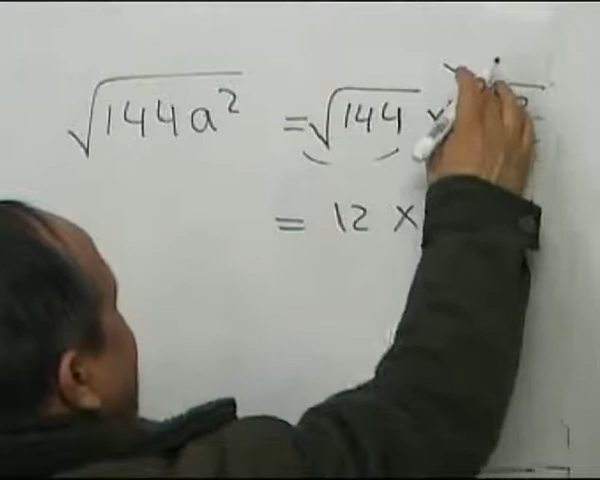 √144a² = √144 ×
= 12 ×